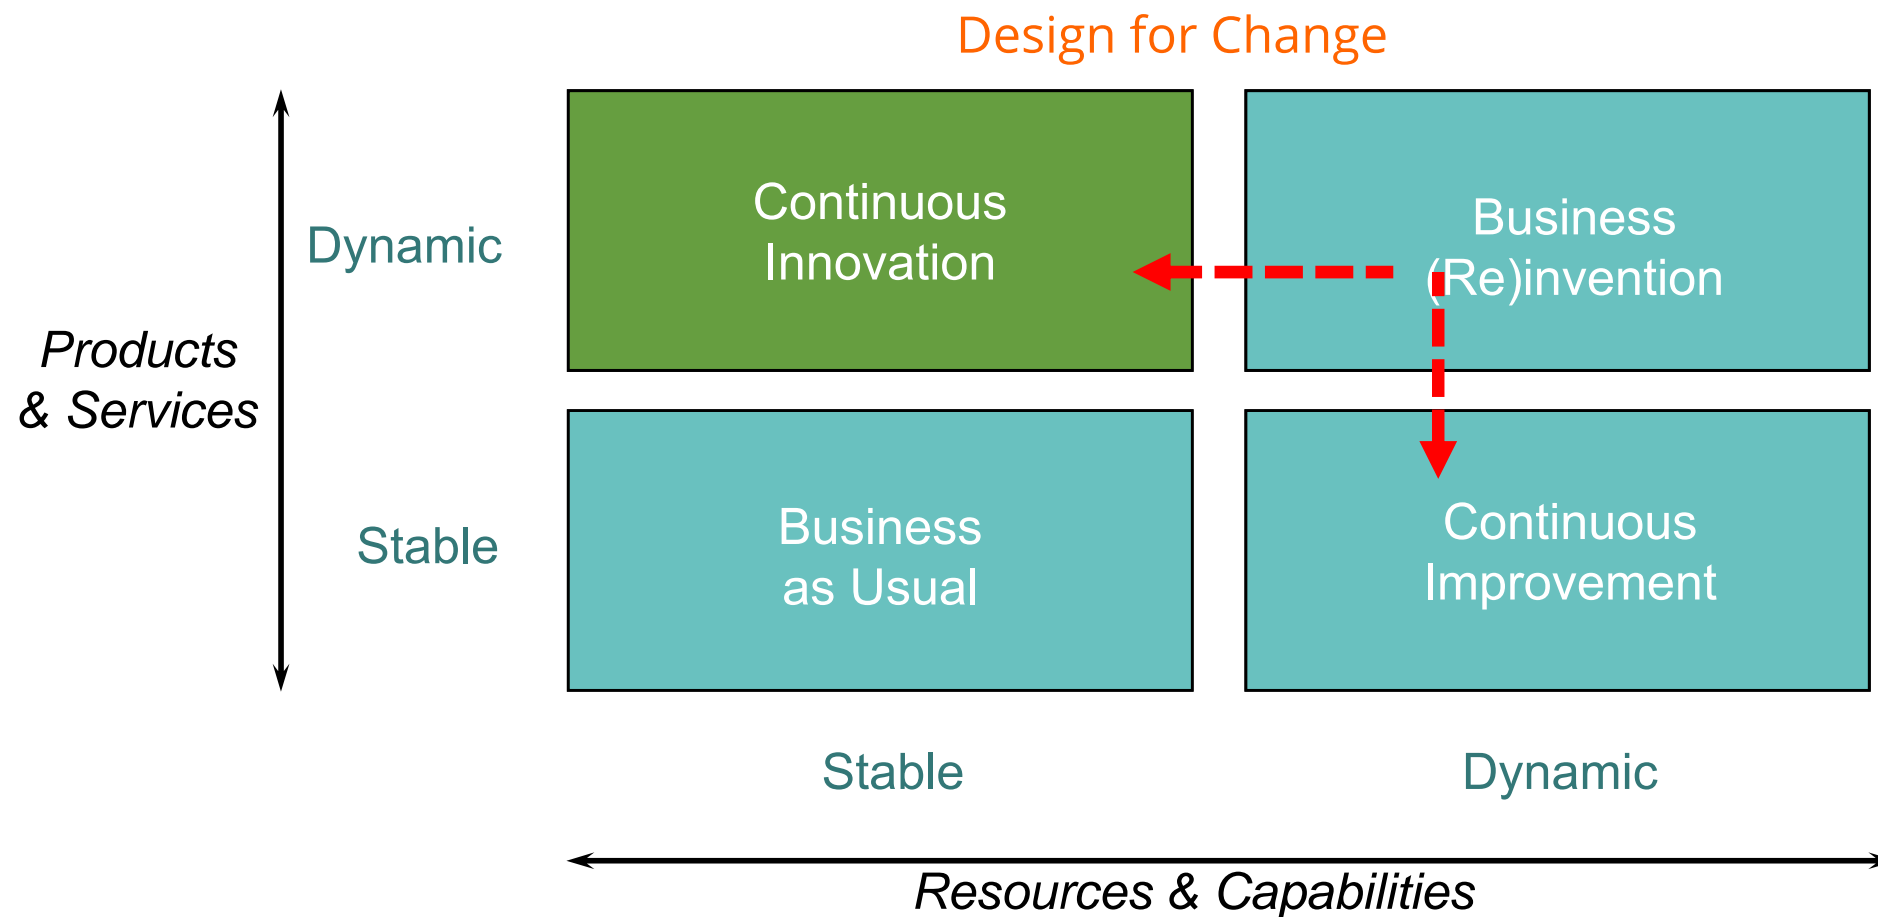 Design for Change
Continuous
Innovation
Business
(Re)invention
Dynamic
Products
& Services
Stable
Business
as Usual
Continuous
Improvement
Stable
Dynamic
Resources & Capabilities